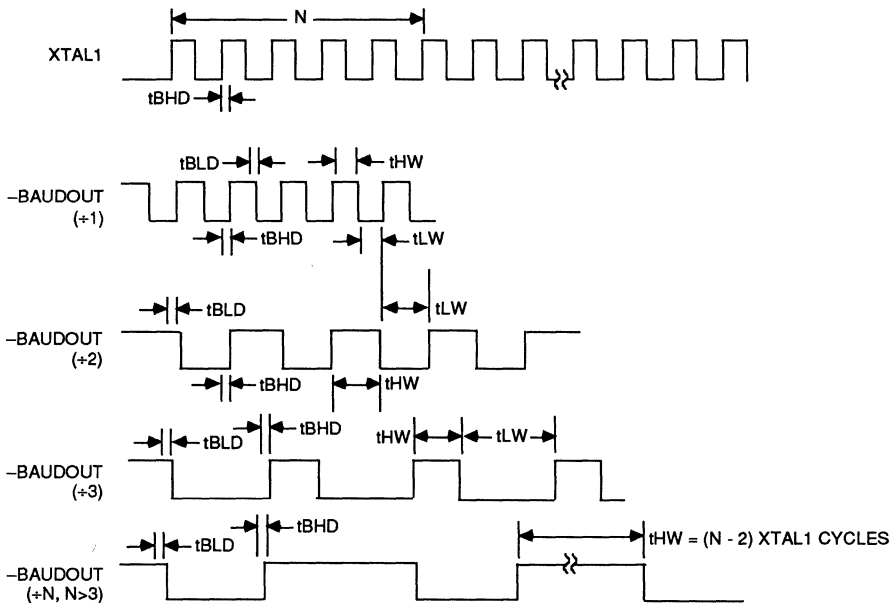 N
XTAL1
tBHD
tBLD
tHW
–BAUDOUT
(÷1)
tBHD
tLW
tBLD
tLW
–BAUDOUT
(÷2)
tBHD
tHW
tBHD
tBLD
tHW
tLW
–BAUDOUT
(÷3)
tBHD
tBLD
tHW = (N - 2) XTAL1 CYCLES
–BAUDOUT
(÷N, N>3)